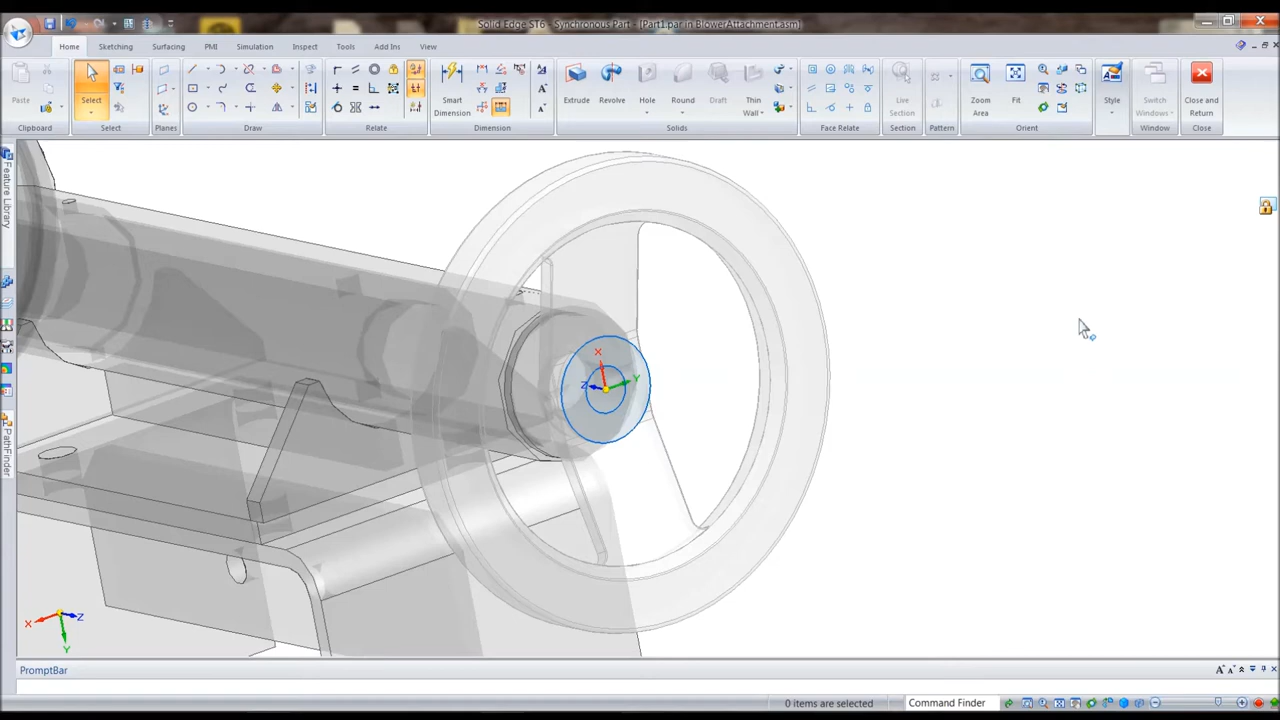 Solid Edge ST6 - Synchronous Part - [Part1.par in BlowerAttachment.asm]
Home Sketching Surfacing PMI Simulation Inspect Tools Add Ins View
Paste Select Smart Dimension Extrude Revolve Hole Round Draft Thin Wall Live Section Zoom Area Fit Style Switch Windows Close and Return
Clipboard Select Planes Draw Relate Dimension Solids Face Relate Section Pattern Orient Window Close
Feature Library
PathFinder
X
Y
Z
X
Z
Y
PromptBar
0 items are selected Command Finder